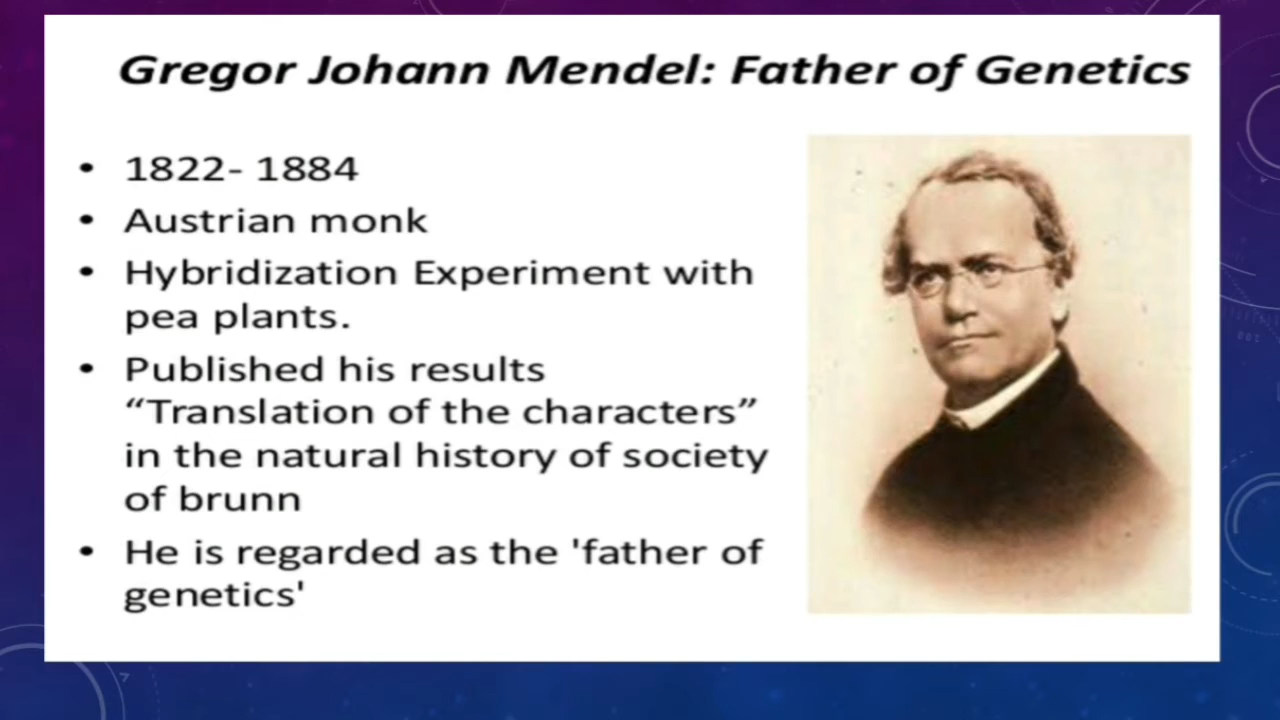 Gregor Johann Mendel: Father of Genetics
• 1822- 1884
• Austrian monk
• Hybridization Experiment with
pea plants.
• Published his results
“Translation of the characters”
in the natural history of society
of brunn
• He is regarded as the 'father of
genetics'